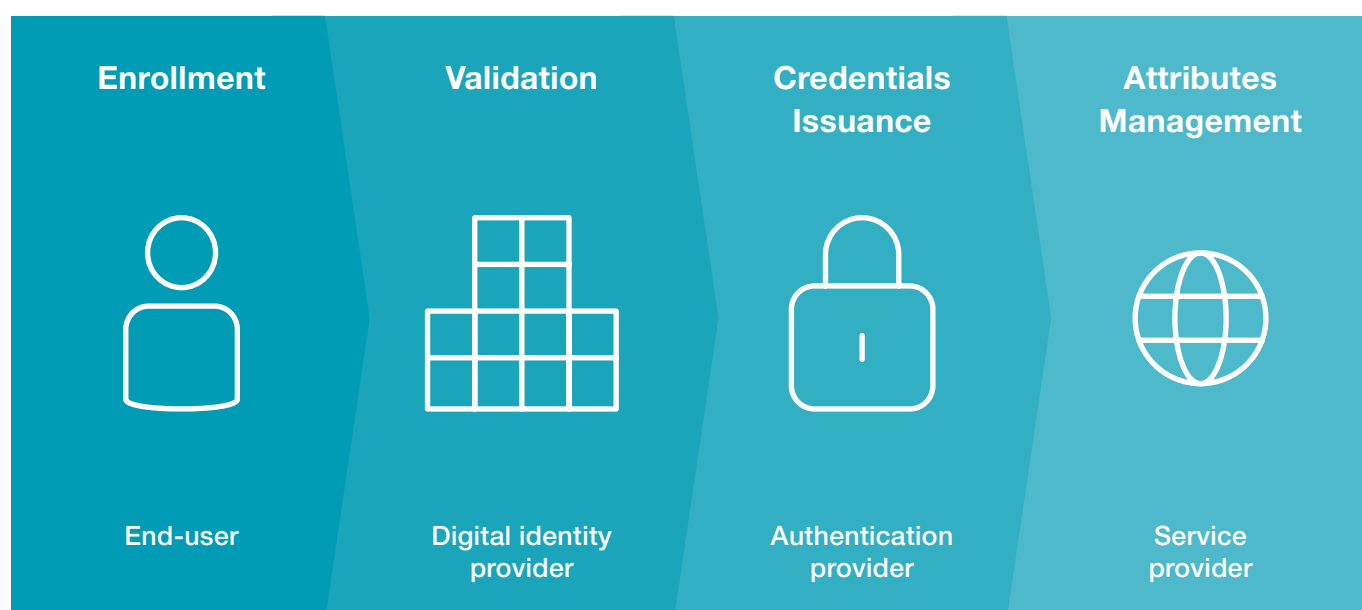 Enrollment
End-user
Validation
Digital identity
provider
Credentials
Issuance
Authentication
provider
Attributes
Management
Service
provider